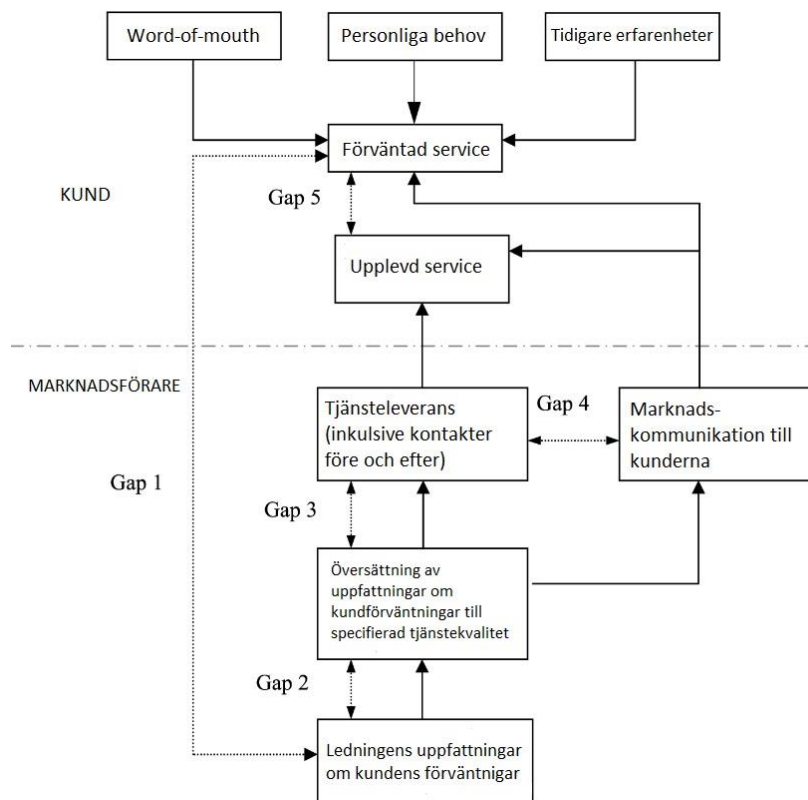 Word-of-mouth
Personliga behov
Tidigare erfarenheter
Förväntad service
Gap 5
KUND
Upplevd service
MARKNADSFÖRARE
Tjänsteleverans
(inkulsive kontakter
före och efter)
Gap 4
Marknads-
kommunikation till
kunderna
Gap 1
Gap 3
Översättning av
uppfattningar om
kundförväntningar till
specifierad tjänstekvalitet
Gap 2
Ledningens uppfattningar
om kundens förväntnigar